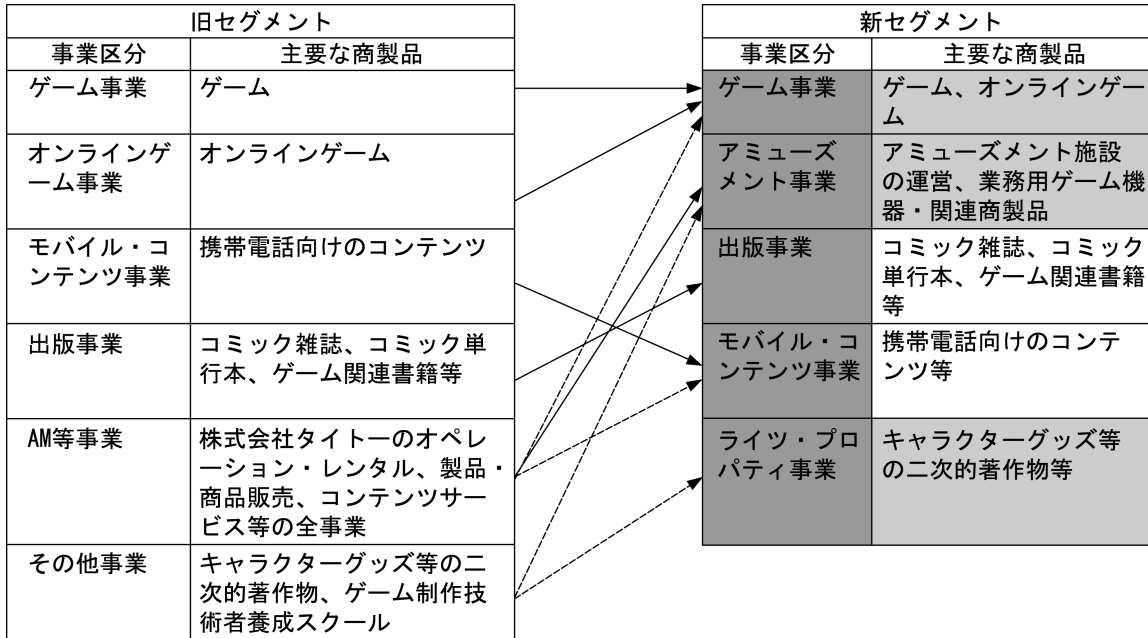 旧セグメント
事業区分
主要な商製品
ゲーム事業
ゲーム
オンラインゲ
ーム事業
オンラインゲーム
モバイル・コ
ンテンツ事業
携帯電話向けのコンテンツ
出版事業
コミック雑誌、コミック単
行本、ゲーム関連書籍等
AM等事業
株式会社タイトーのオペレ
ーション・レンタル、製品・
商品販売、コンテンツサー
ビス等の全事業
その他事業
キャラクターグッズ等の二
次的著作物、ゲーム制作技
術者養成スクール
新セグメント
事業区分
主要な商製品
ゲーム事業
ゲーム、オンラインゲー
ム
アミューズ
メント事業
アミューズメント施設
の運営、業務用ゲーム機
器・関連商製品
出版事業
コミック雑誌、コミック
単行本、ゲーム関連書籍
等
モバイル・コ
ンテンツ事業
携帯電話向けのコンテ
ンツ等
ライツ・プロ
パティ事業
キャラクターグッズ等
の二次的著作物等